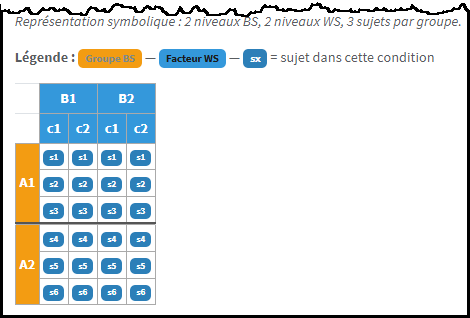 Représentation symbolique : 2 niveaux BS, 2 niveaux WS, 3 sujets par groupe.
Légende : Groupe BS — Facteur WS — sx = sujet dans cette condition
B1 B2
c1 c2 c1 c2
A1
s1 s1 s1 s1
s2 s2 s2 s2
s3 s3 s3 s3
A2
s4 s4 s4 s4
s5 s5 s5 s5
s6 s6 s6 s6